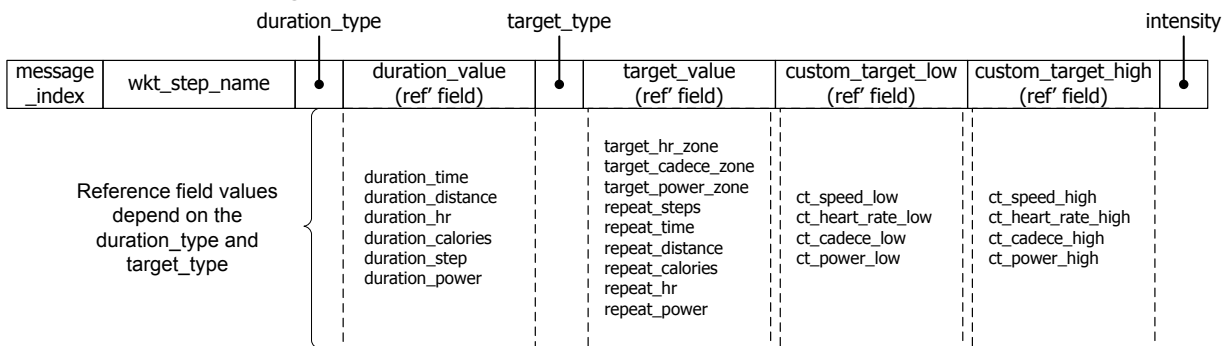 duration_type
target_type
intensity
message
_index
wkt_step_name
duration_value
(ref' field)
target_value
(ref' field)
custom_target_low
(ref' field)
custom_target_high
(ref' field)
Reference field values
depend on the
duration_type and
target_type
duration_time
duration_distance
duration_hr
duration_calories
duration_step
duration_power
target_hr_zone
target_cadece_zone
target_power_zone
repeat_steps
repeat_time
repeat_distance
repeat_calories
repeat_hr
repeat_power
ct_speed_low
ct_heart_rate_low
ct_cadece_low
ct_power_low
ct_speed_high
ct_heart_rate_high
ct_cadece_high
ct_power_high